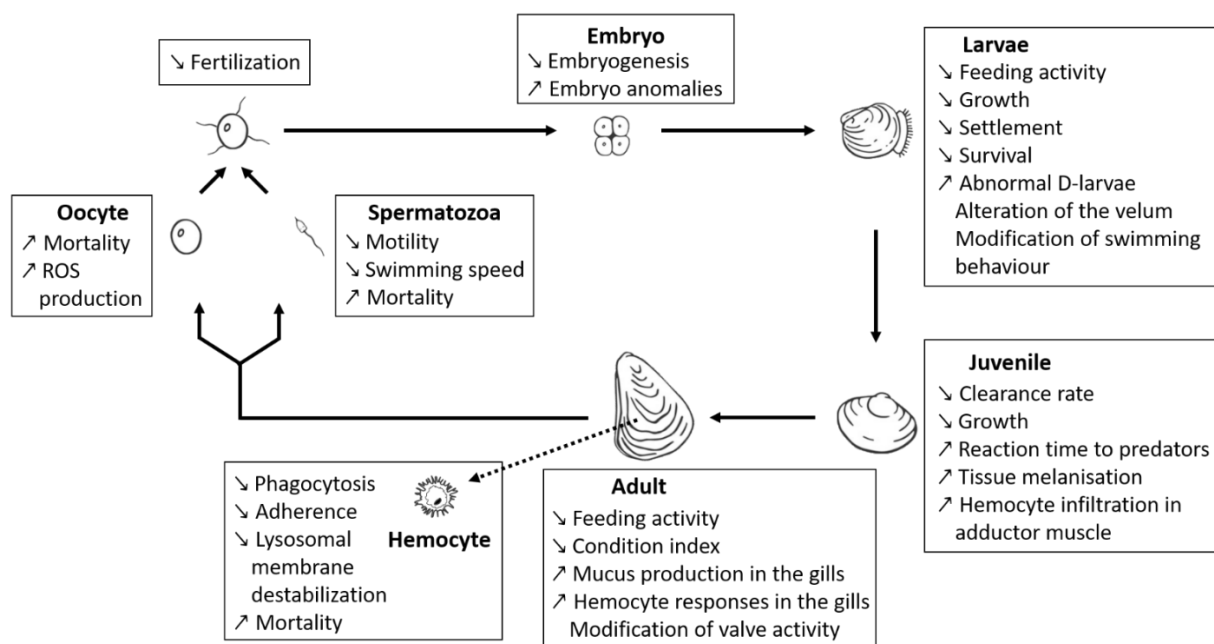 ↘ Fertilization
Embryo
↘ Embryogenesis
↗ Embryo anomalies
Larvae
↘ Feeding activity
↘ Growth
↘ Settlement
↘ Survival
↗ Abnormal D-larvae
Alteration of the velum
Modification of swimming
behaviour
Oocyte
↗ Mortality
↗ ROS
production
Spermatozoa
↘ Motility
↘ Swimming speed
↗ Mortality
Juvenile
↘ Clearance rate
↘ Growth
↗ Reaction time to predators
↗ Tissue melanisation
↗ Hemocyte infiltration in
adductor muscle
↘ Phagocytosis
↘ Adherence
↘ Lysosomal
membrane
destabilization
↗ Mortality
Hemocyte
Adult
↘ Feeding activity
↘ Condition index
↗ Mucus production in the gills
↗ Hemocyte responses in the gills
Modification of valve activity